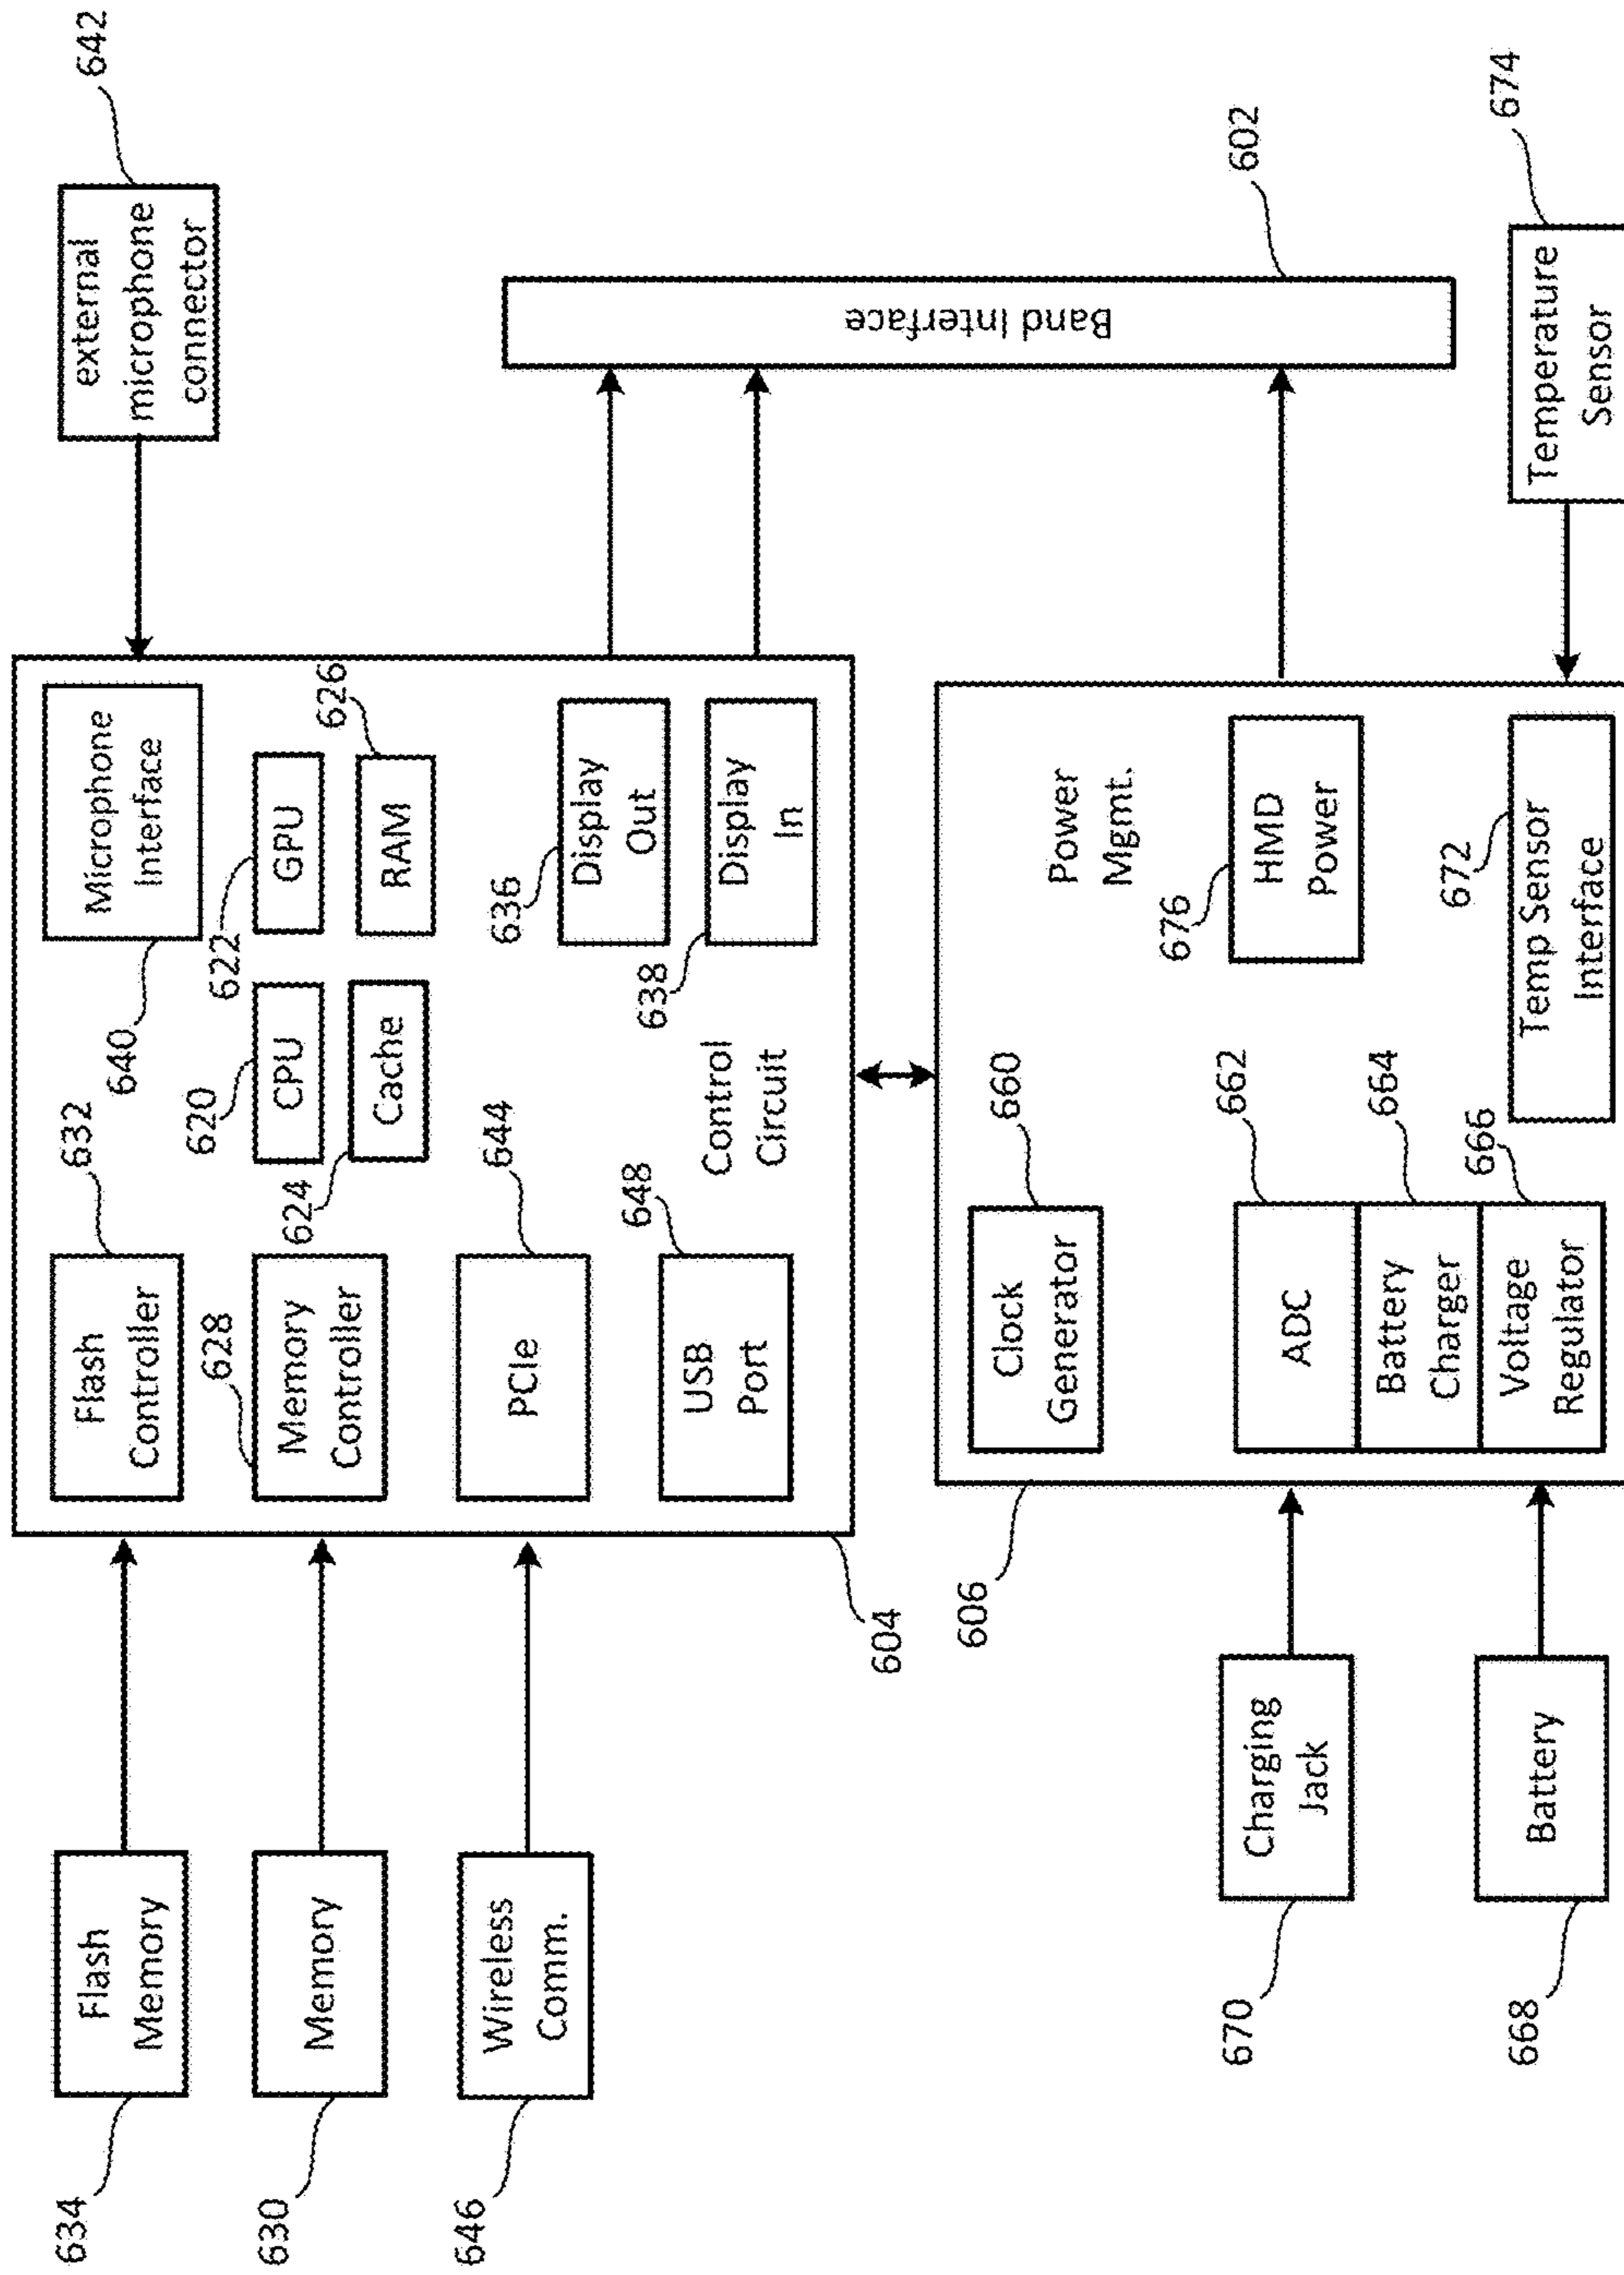 634
Flash
Memory
630
Memory
646
Wireless
Comm.
632
Flash
Controller
628
Memory
Controller
644
PCIe
648
USB
Port
640
Microphone
Interface
620
CPU
622
GPU
624
Cache
626
RAM
636
Display
Out
638
Display
In
Control
Circuit
604
642
external
microphone
connector
Band Interface
602
606
660
Clock
Generator
662
ADC
664
Battery
Charger
666
Voltage
Regulator
Power
Mgmt.
676
HMD
Power
672
Temp Sensor
Interface
670
Charging
Jack
668
Battery
674
Temperature
Sensor